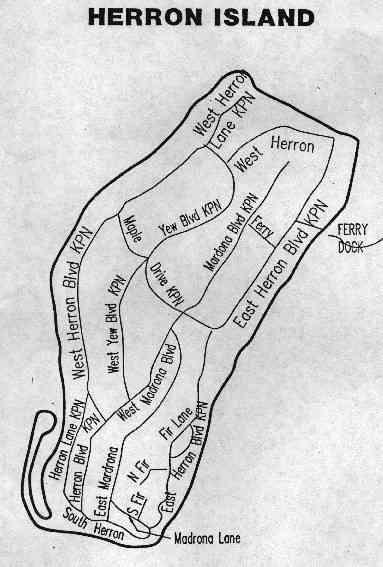 HERRON ISLAND
West Herron
Lane KPN
West Herron
Maple
Yew Blvd KPN
Mardona Blvd KPN
Ferry
FERRY
DOCK
East Herron Blvd KPN
Drive KPN
West Herron Blvd KPN
West Yew Blvd KPN
West Madrona Blvd
Herron Lane KPN
Herron Blvd KPN
East Mardrona
Fir Lane
N Fir
S Fir
East Herron Blvd KPN
South Herron
Madrona Lane